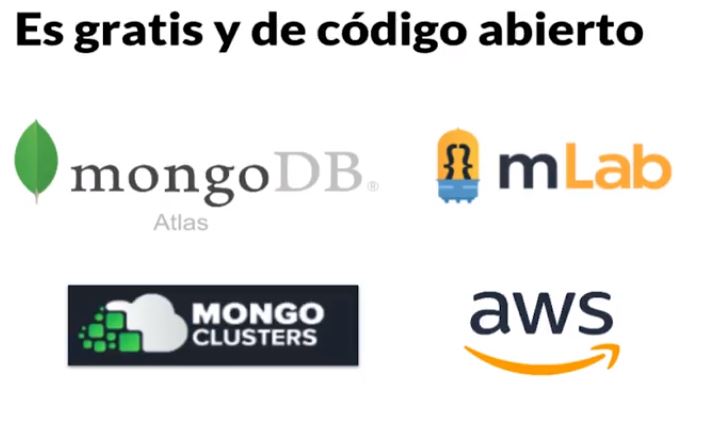 Es gratis y de código abierto
mongoDB®
Atlas
{} mLab
MONGO
CLUSTERS
aws